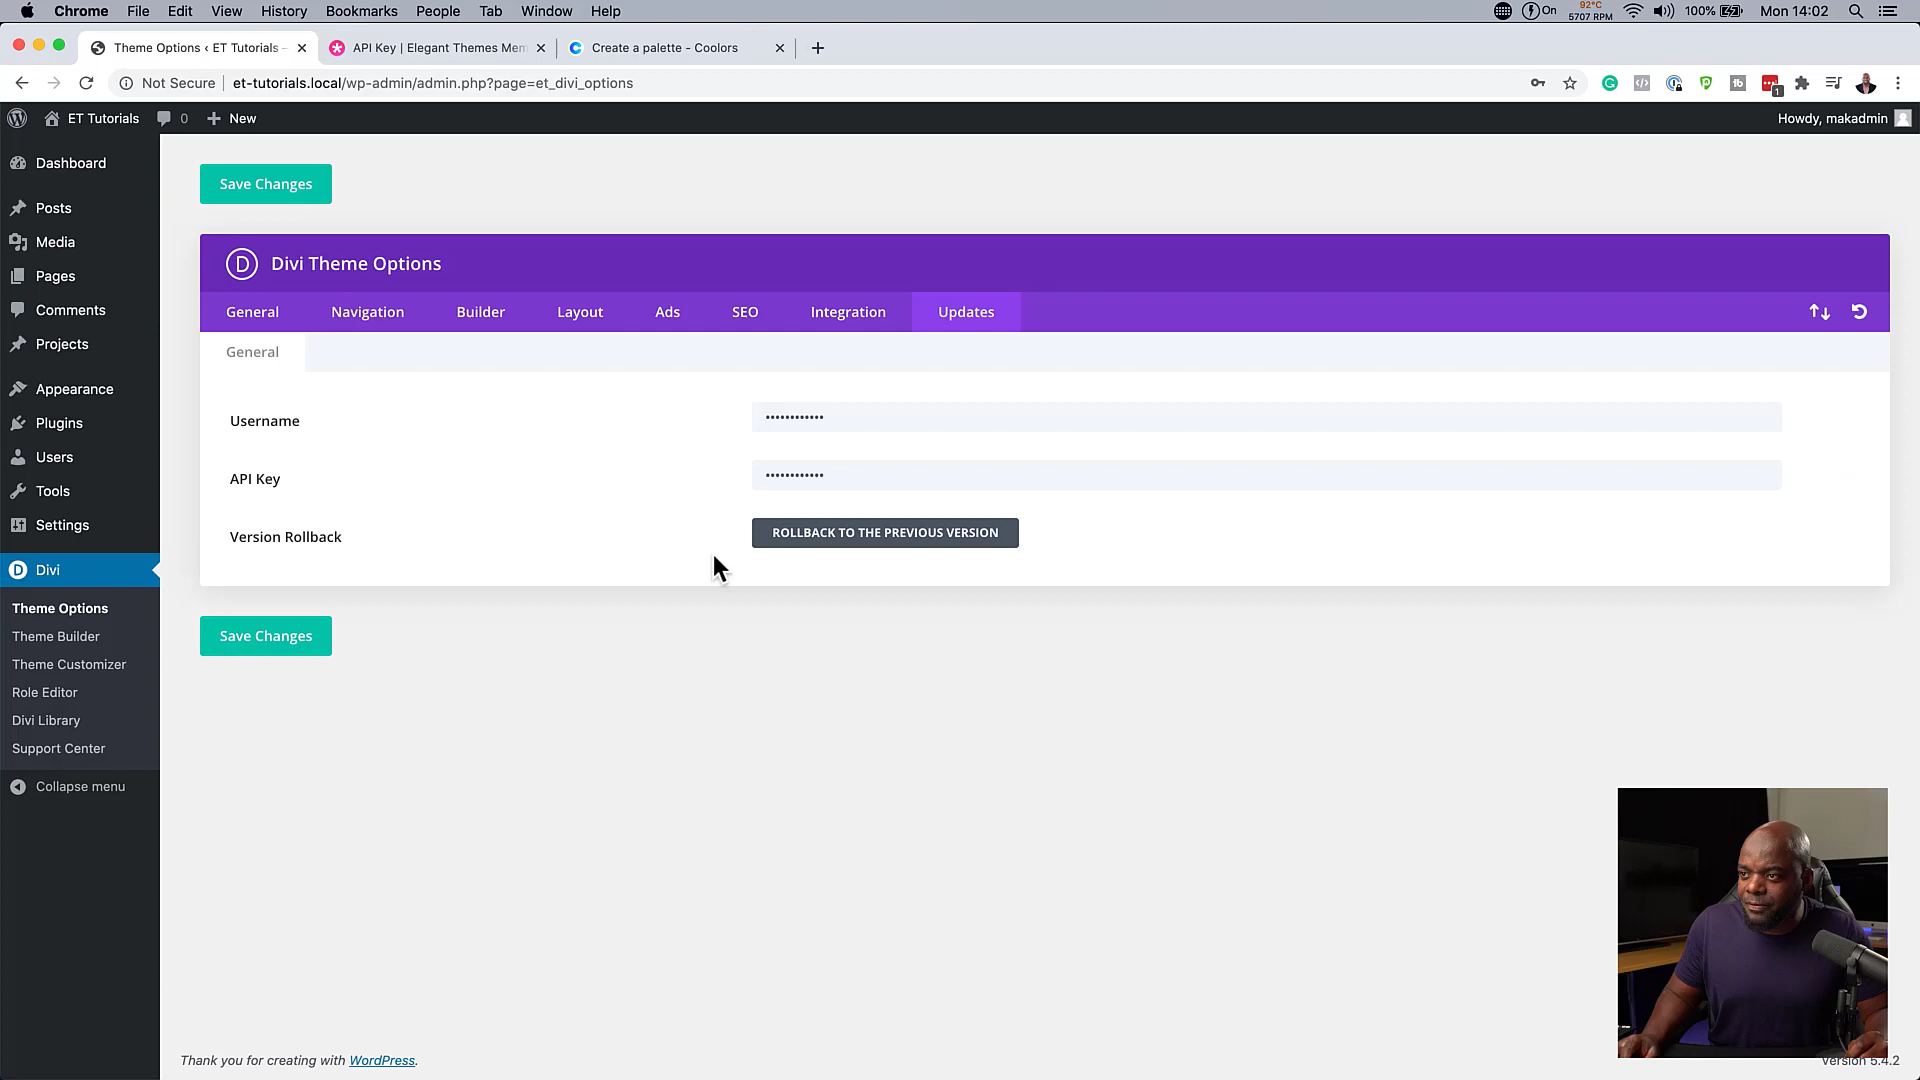 Chrome File Edit View History Bookmarks People Tab Window Help
On 92°C 5707 RPM 100% Mon 14:02
Theme Options ‹ ET Tutorials –
API Key | Elegant Themes Mem
Create a palette - Coolors
Not Secure et-tutorials.local/wp-admin/admin.php?page=et_divi_options
1
ET Tutorials 0 New
Howdy, makadmin
Dashboard
Posts
Media
Pages
Comments
Projects
Appearance
Plugins
Users
Tools
Settings
Divi
Theme Options
Theme Builder
Theme Customizer
Role Editor
Divi Library
Support Center
Collapse menu
Save Changes
D Divi Theme Options
General Navigation Builder Layout Ads SEO Integration Updates
General
Username ••••••••••••
API Key ••••••••••••
Version Rollback ROLLBACK TO THE PREVIOUS VERSION
Save Changes
Thank you for creating with WordPress.
Version 5.4.2